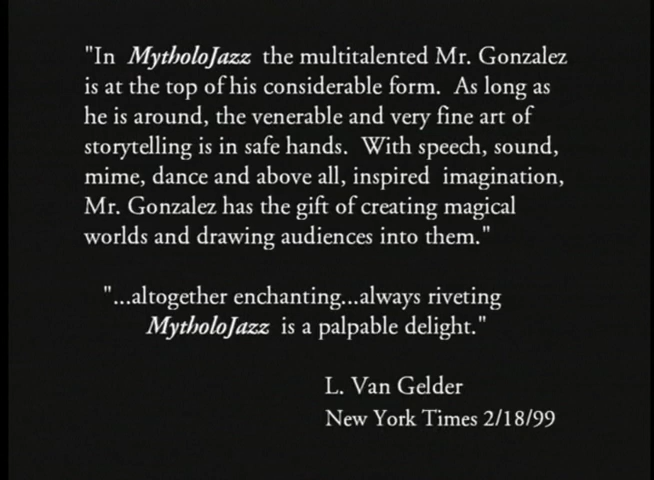 "In MytholoJazz the multitalented Mr. Gonzalez
is at the top of his considerable form. As long as
he is around, the venerable and very fine art of
storytelling is in safe hands. With speech, sound,
mime, dance and above all, inspired imagination,
Mr. Gonzalez has the gift of creating magical
worlds and drawing audiences into them."
"...altogether enchanting...always riveting
MytholoJazz is a palpable delight."
L. Van Gelder
New York Times 2/18/99